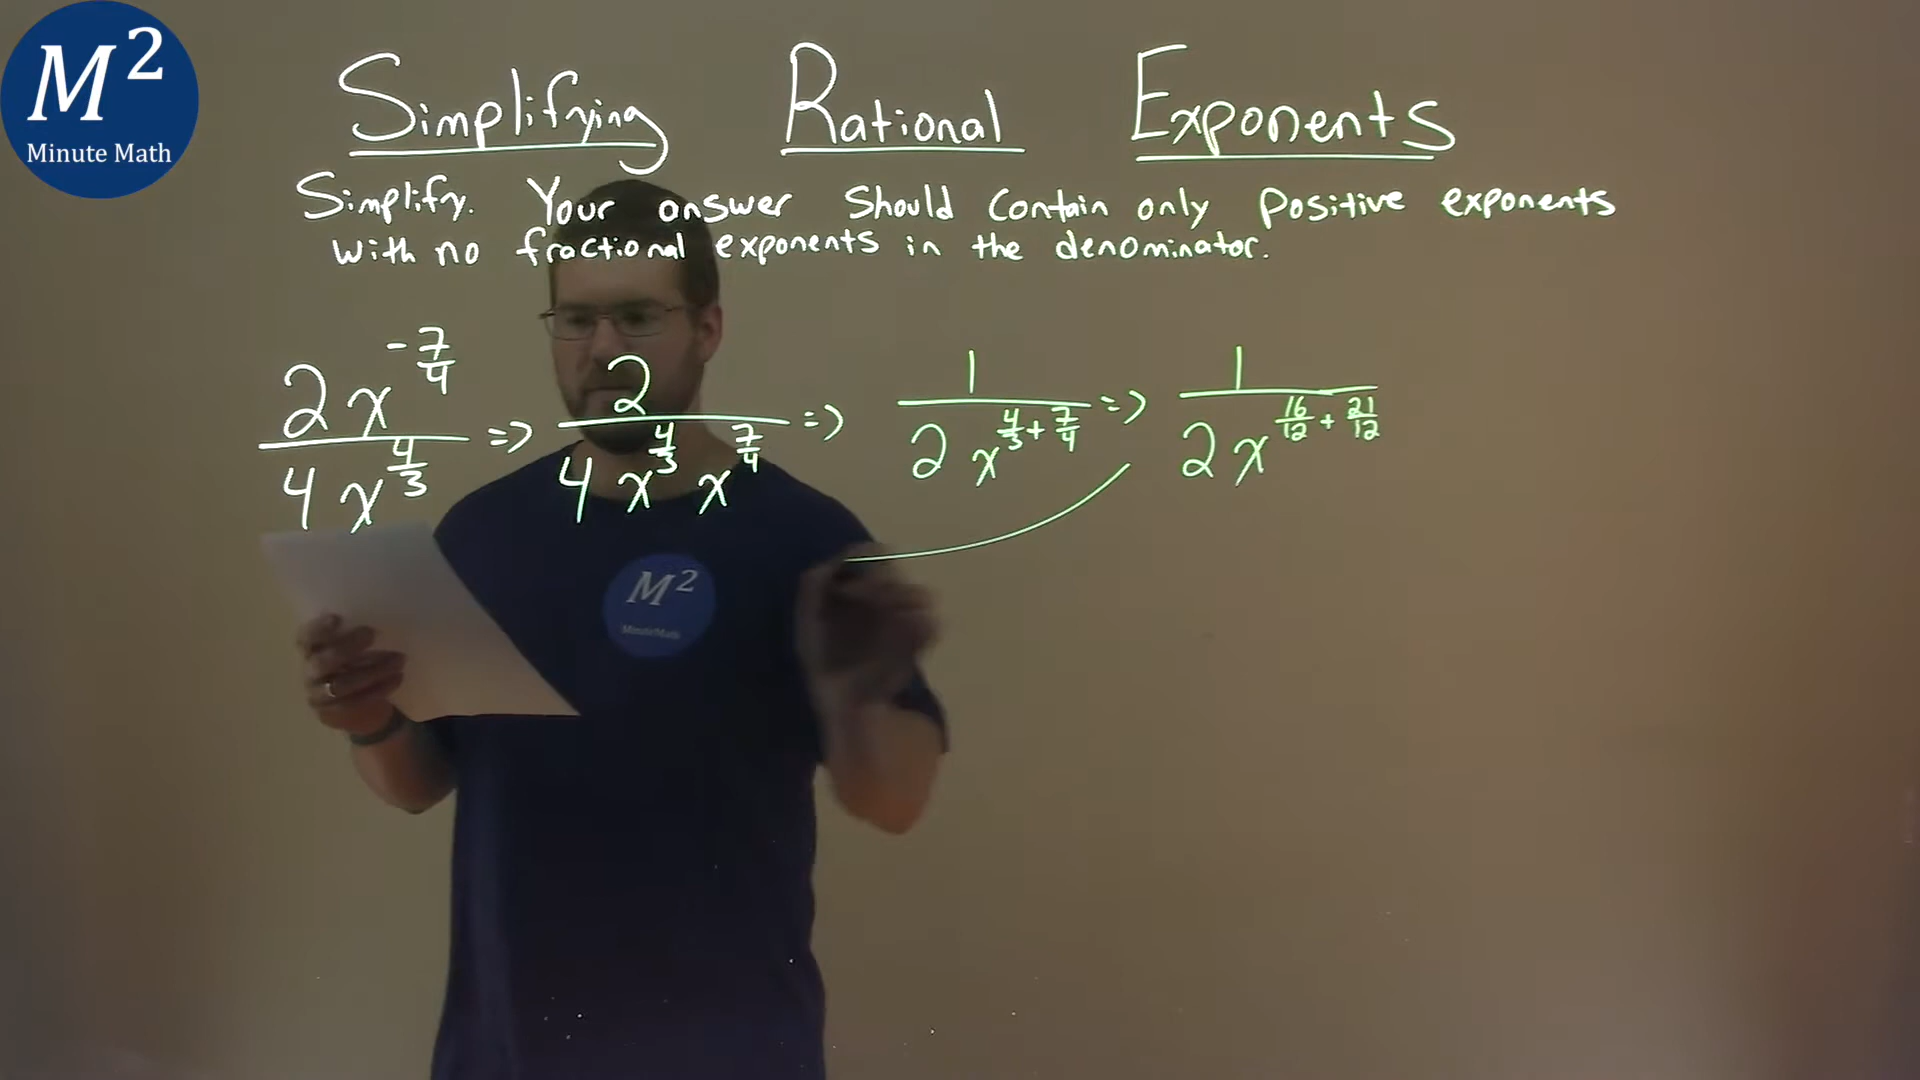 M²
Minute Math
Simplifying Rational Exponents
Simplify. Your answer should contain only positive exponents
with no fractional exponents in the denominator.
2x^(-7/4) / 4x^(4/3) => 2 / 4x^(4/3) x^(7/4) => 1 / 2x^(4/3 + 7/4) => 1 / 2x^(16/12 + 21/12)
M²
MinuteMath